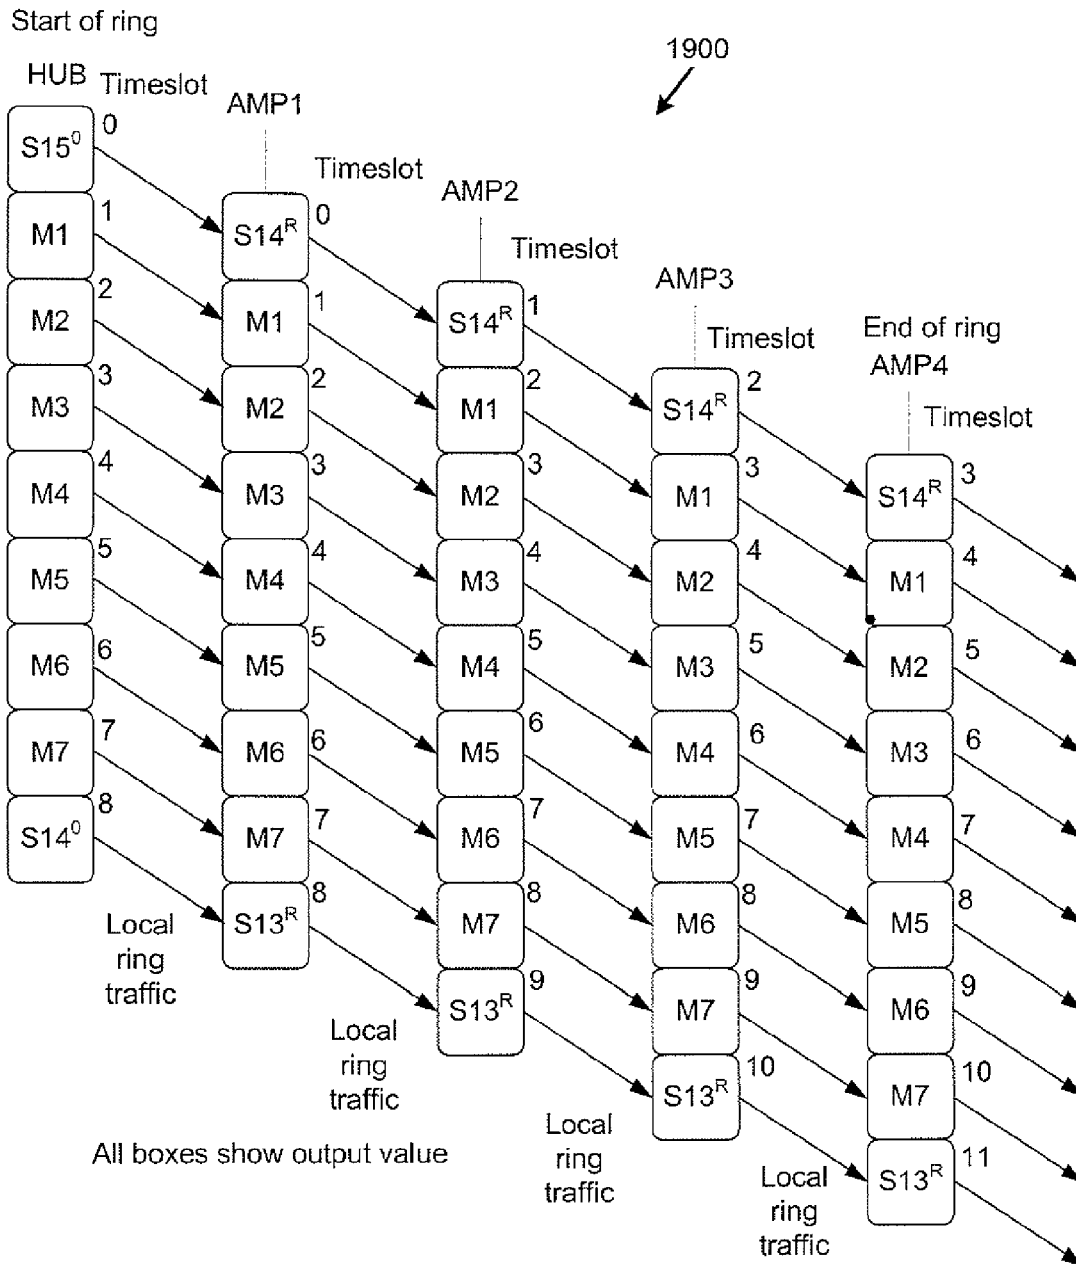 Start of ring
1900
HUB
Timeslot
S15⁰
0
M1
1
M2
2
M3
3
M4
4
M5
5
M6
6
M7
7
S14⁰
8
Local
ring
traffic
AMP1
Timeslot
S14ᴿ
0
M1
1
M2
2
M3
3
M4
4
M5
5
M6
6
M7
7
S13ᴿ
8
Local
ring
traffic
AMP2
Timeslot
S14ᴿ
1
M1
2
M2
3
M3
4
M4
5
M5
6
M6
7
M7
8
S13ᴿ
9
Local
ring
traffic
AMP3
Timeslot
S14ᴿ
2
M1
3
M2
4
M3
5
M4
6
M5
7
M6
8
M7
9
S13ᴿ
10
Local
ring
traffic
End of ring
AMP4
Timeslot
S14ᴿ
3
M1
4
M2
5
M3
6
M4
7
M5
8
M6
9
M7
10
S13ᴿ
11
All boxes show output value